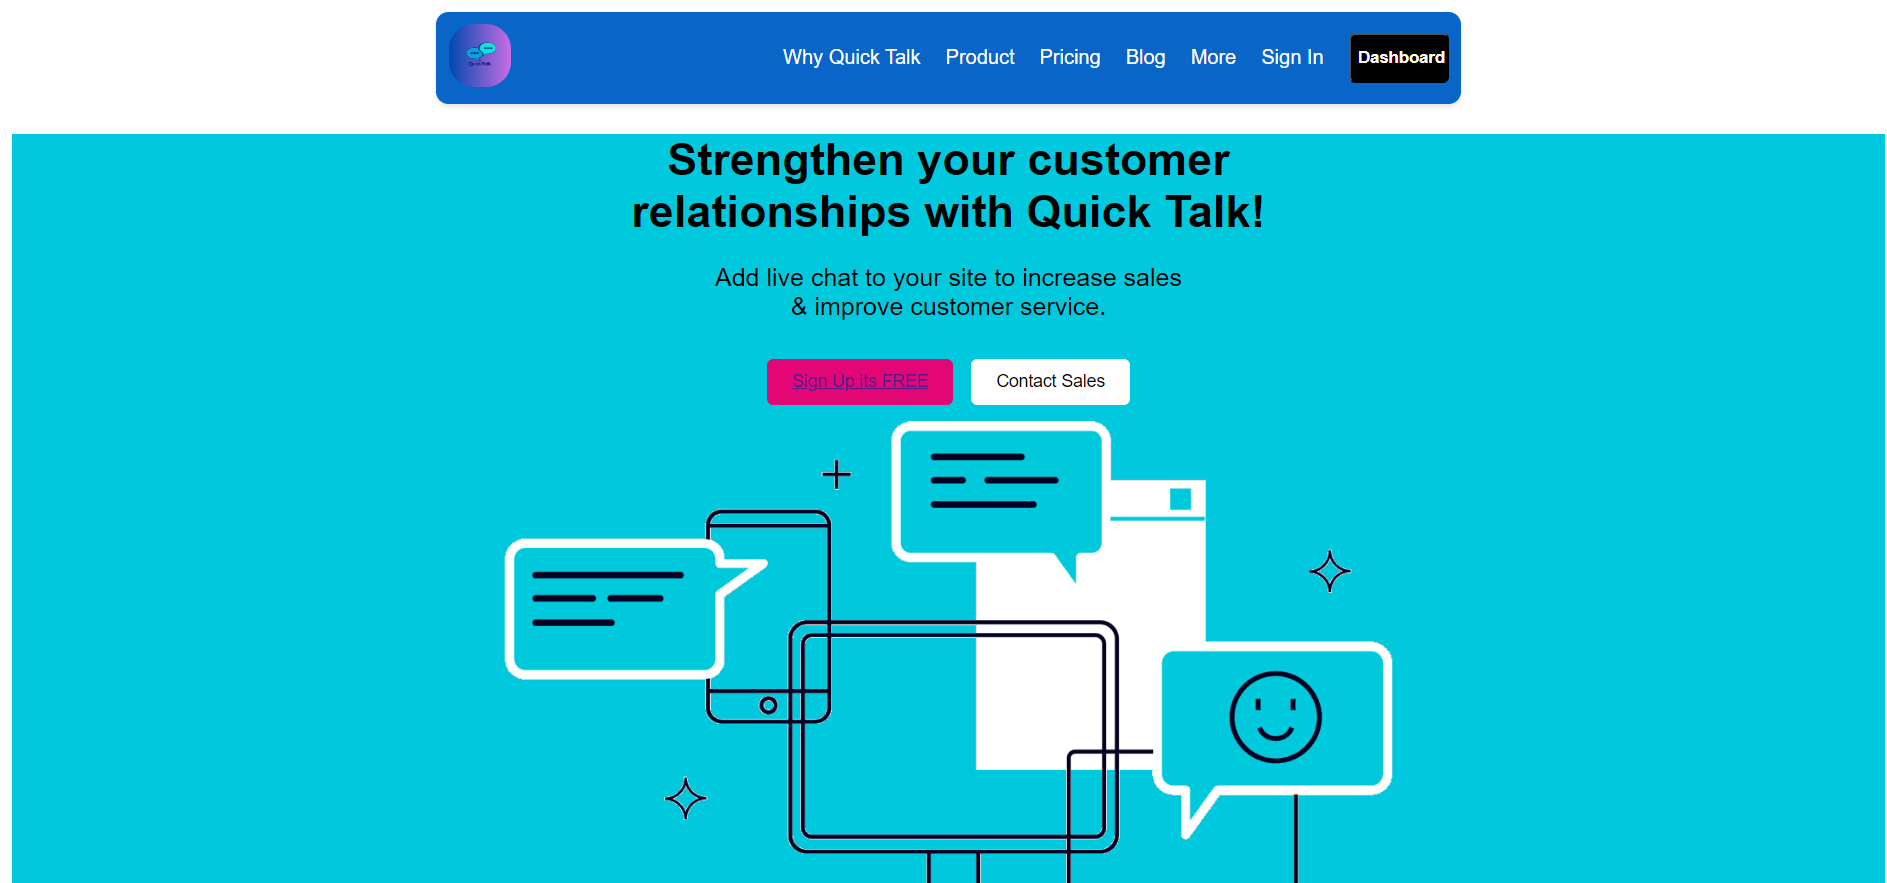 Why Quick Talk Product Pricing Blog More Sign In Dashboard
Strengthen your customer
relationships with Quick Talk!
Add live chat to your site to increase sales
& improve customer service.
Sign Up its FREE Contact Sales